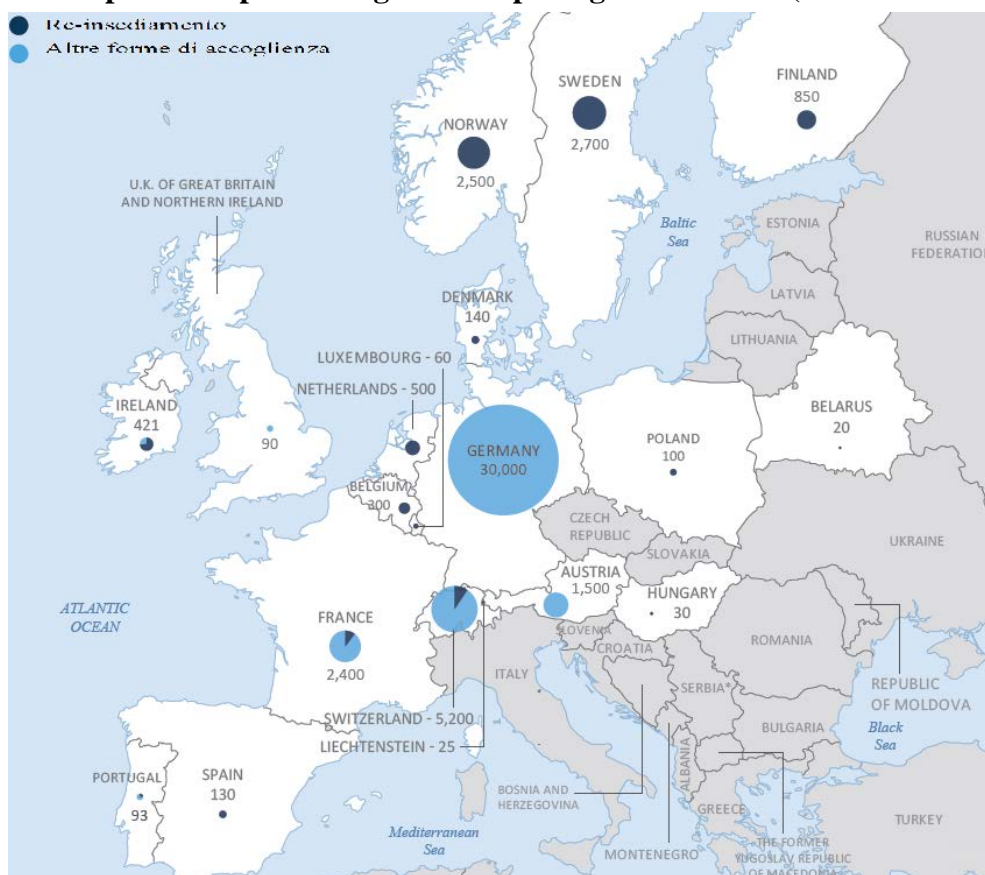 Re-insediamento
Altre forme di accoglienza
FINLAND
850
SWEDEN
2,700
NORWAY
2,500
U.K. OF GREAT BRITAIN
AND NORTHERN IRELAND
Baltic
Sea
ESTONIA
RUSSIAN
FEDERATION
LATVIA
DENMARK
140
LITHUANIA
LUXEMBOURG - 60
NETHERLANDS - 500
IRELAND
421
90
BELARUS
20
GERMANY
30,000
POLAND
100
BELGIUM
300
CZECH
REPUBLIC
UKRAINE
SLOVAKIA
AUSTRIA
1,500
HUNGARY
30
ATLANTIC
OCEAN
FRANCE
2,400
SLOVENIA
CROATIA
ROMANIA
ITALY
SERBIA*
REPUBLIC
OF MOLDOVA
SWITZERLAND - 5,200
LIECHTENSTEIN - 25
BULGARIA
Black
Sea
PORTUGAL
93
SPAIN
130
BOSNIA AND
HERZEGOVINA
ALBANIA
GREECE
TURKEY
Mediterranean
Sea
MONTENEGRO
THE FORMER
YUGOSLAV REPUBLIC
OF MACEDONIA